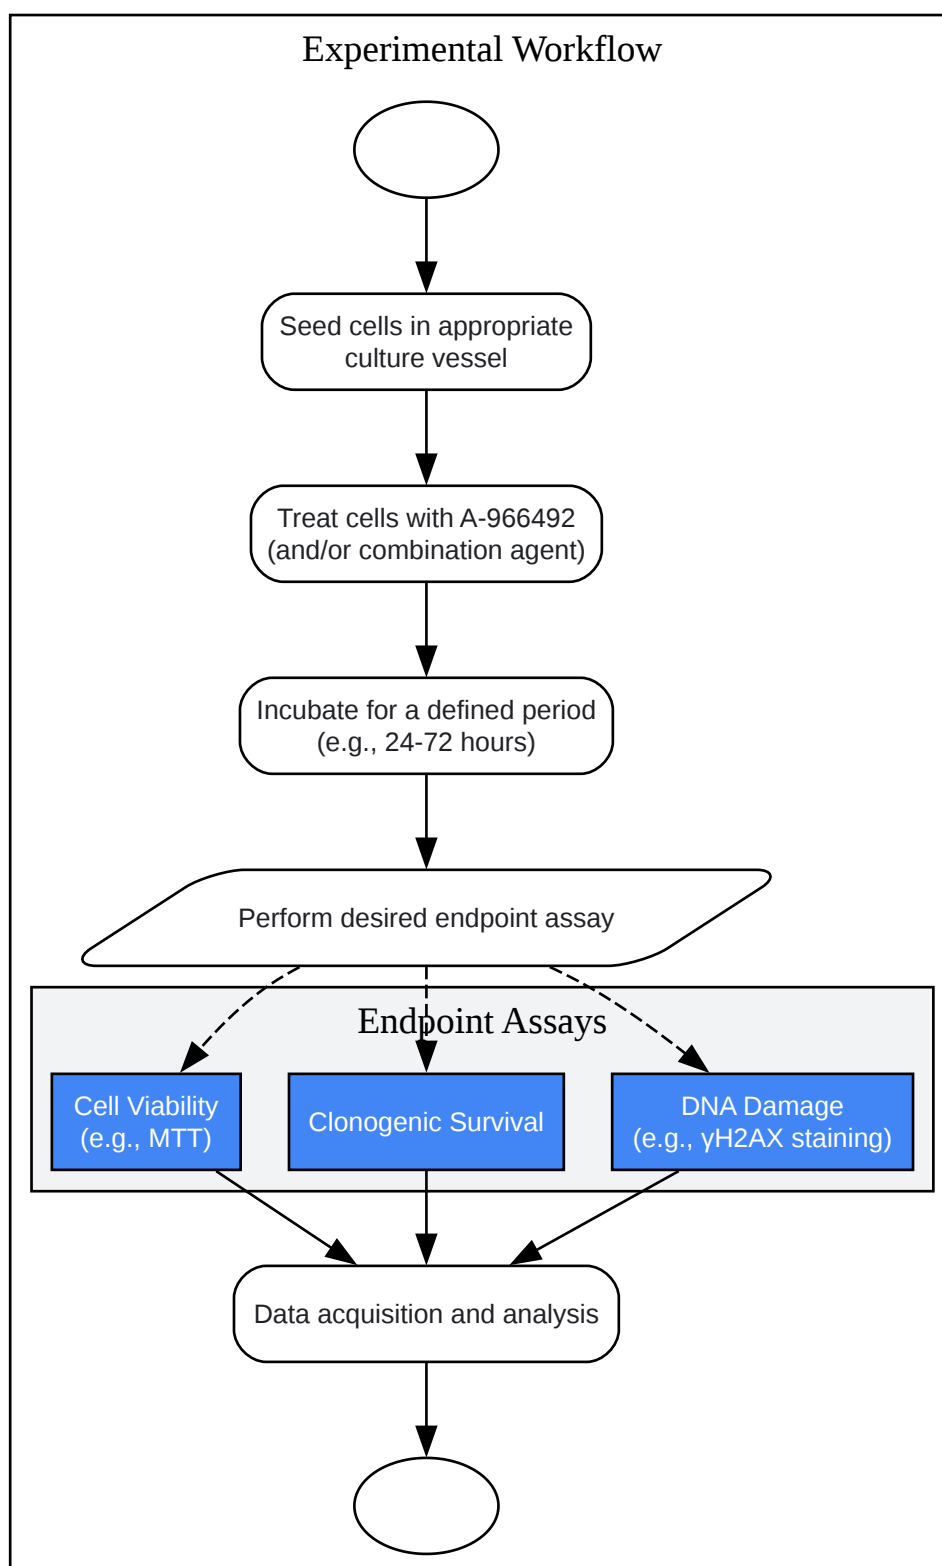 Experimental Workflow
Seed cells in appropriate
culture vessel
Treat cells with A-966492
(and/or combination agent)
Incubate for a defined period
(e.g., 24-72 hours)
Perform desired endpoint assay
Endpoint Assays
Cell Viability
(e.g., MTT)
Clonogenic Survival
DNA Damage
(e.g., γH2AX staining)
Data acquisition and analysis